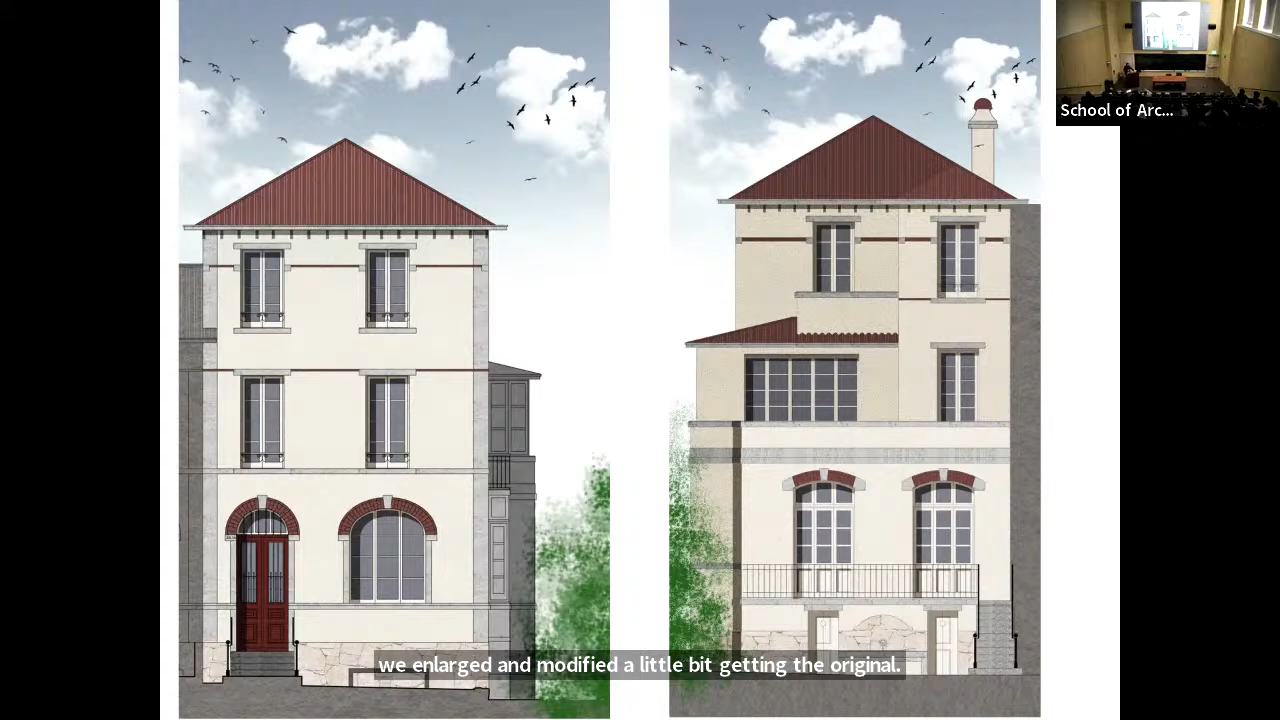 School of Arc...
we enlarged and modified a little bit getting the original.